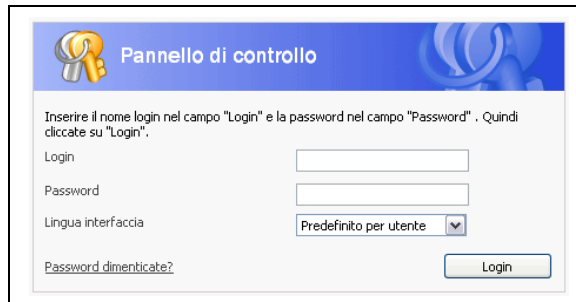 Pannello di controllo
Inserire il nome login nel campo "Login" e la password nel campo "Password" . Quindi
cliccate su "Login".
Login
Password
Lingua interfaccia
Predefinito per utente
Password dimenticate?
Login